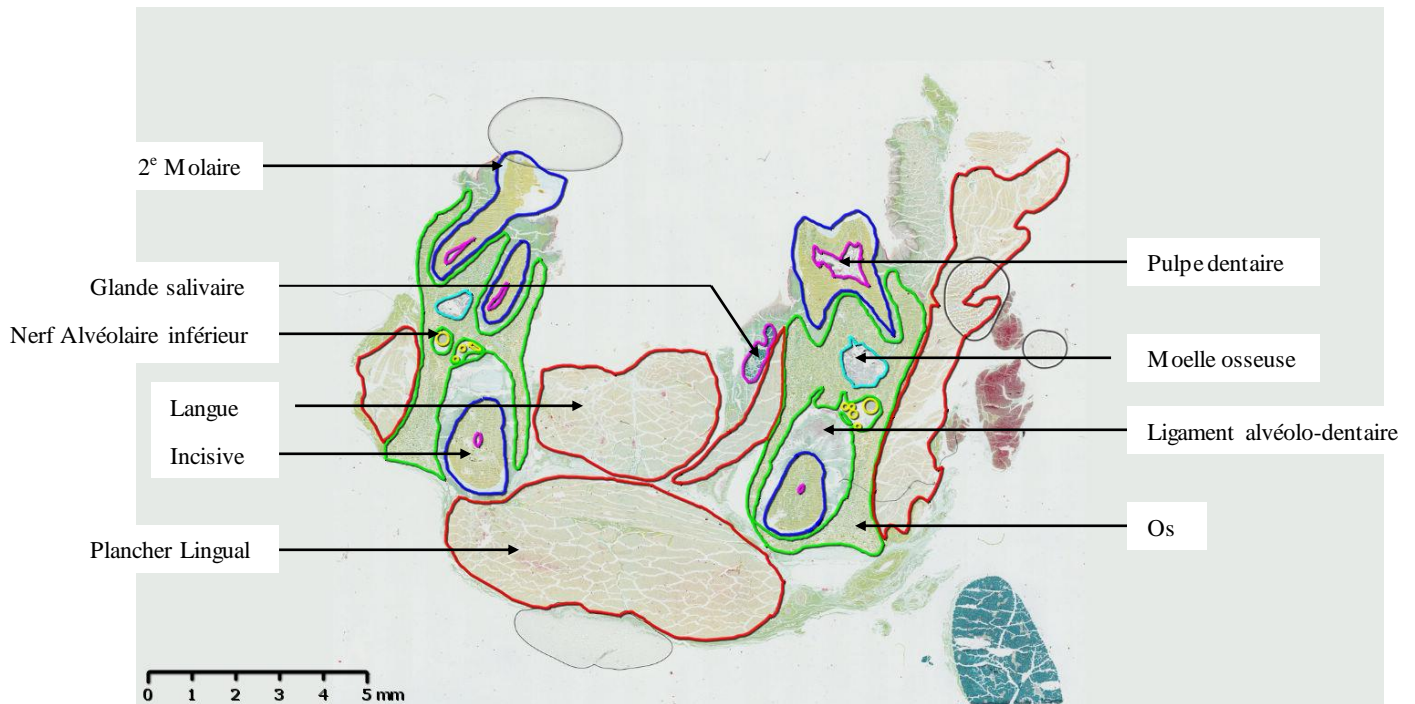 2e Molaire
Glande salivaire
Nerf Alvéolaire inférieur
Langue
Incisive
Plancher Lingual
Pulpe dentaire
Moelle osseuse
Ligament alvéolo-dentaire
Os
0 1 2 3 4 5 mm